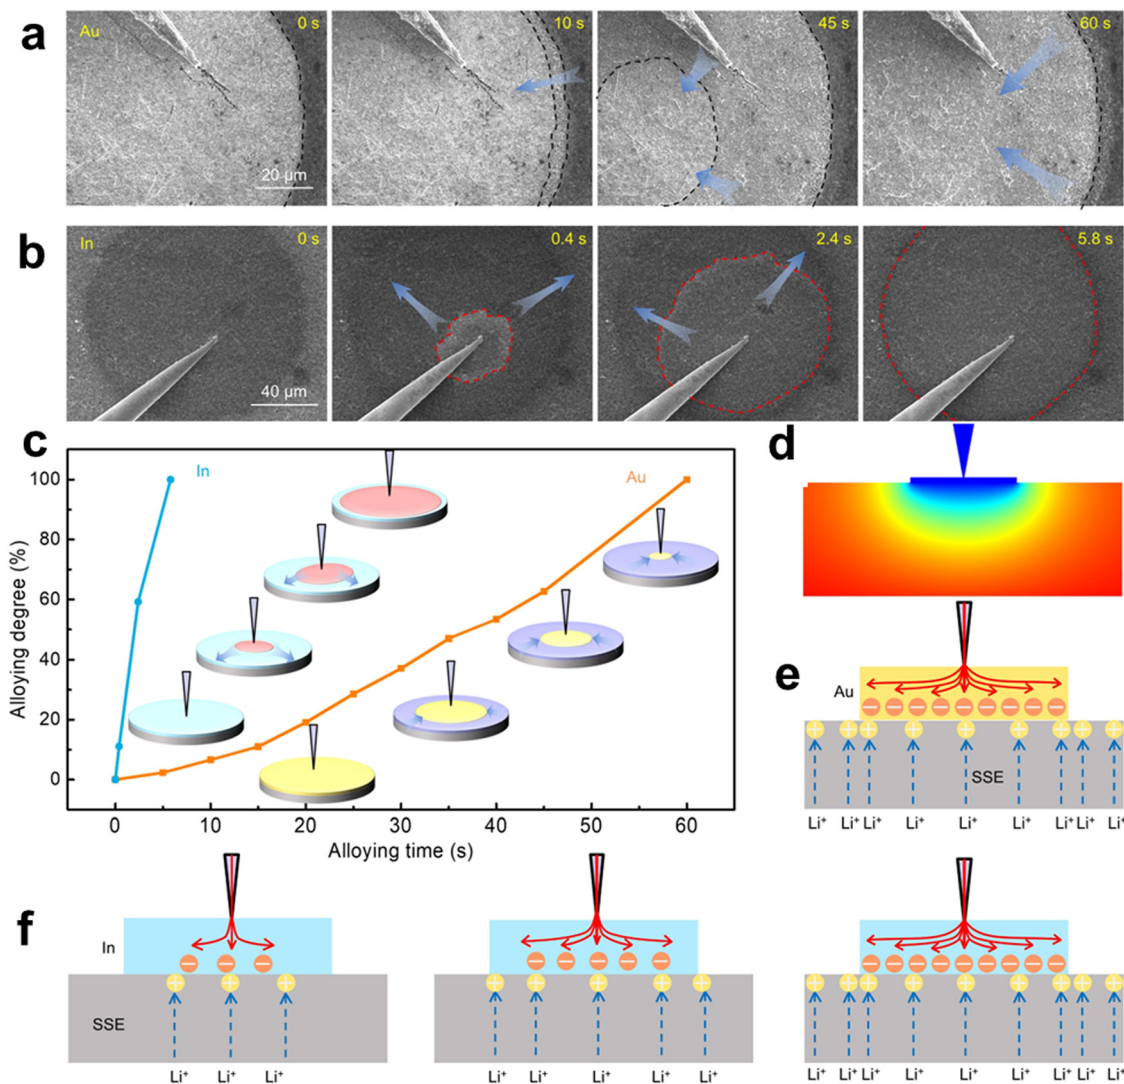 a
Au
0 s
10 s
45 s
60 s
20 μm
b
In
0 s
0.4 s
2.4 s
5.8 s
40 μm
c
In
Au
Alloying degree (%)
100
80
60
40
20
0
0 10 20 30 40 50 60
Alloying time (s)
d
e
Au
SSE
Li⁺ Li⁺ Li⁺ Li⁺ Li⁺ Li⁺ Li⁺ Li⁺ Li⁺
f
In
SSE
Li⁺ Li⁺ Li⁺
Li⁺ Li⁺ Li⁺ Li⁺ Li⁺
Li⁺ Li⁺ Li⁺ Li⁺ Li⁺ Li⁺ Li⁺ Li⁺ Li⁺